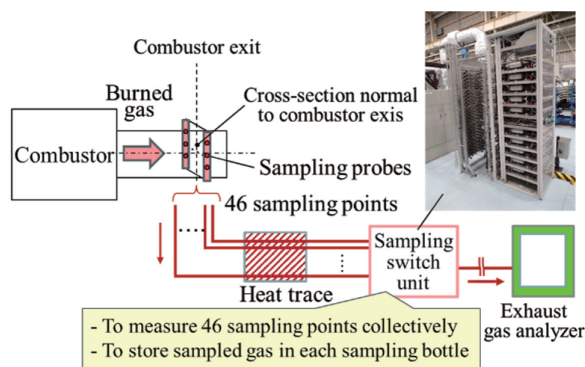 Combustor exit
Burned
gas
Cross-section normal
to combustor exis
Combustor
Sampling probes
46 sampling points
Sampling
switch
unit
Heat trace
Exhaust
gas analyzer
- To measure 46 sampling points collectively
- To store sampled gas in each sampling bottle